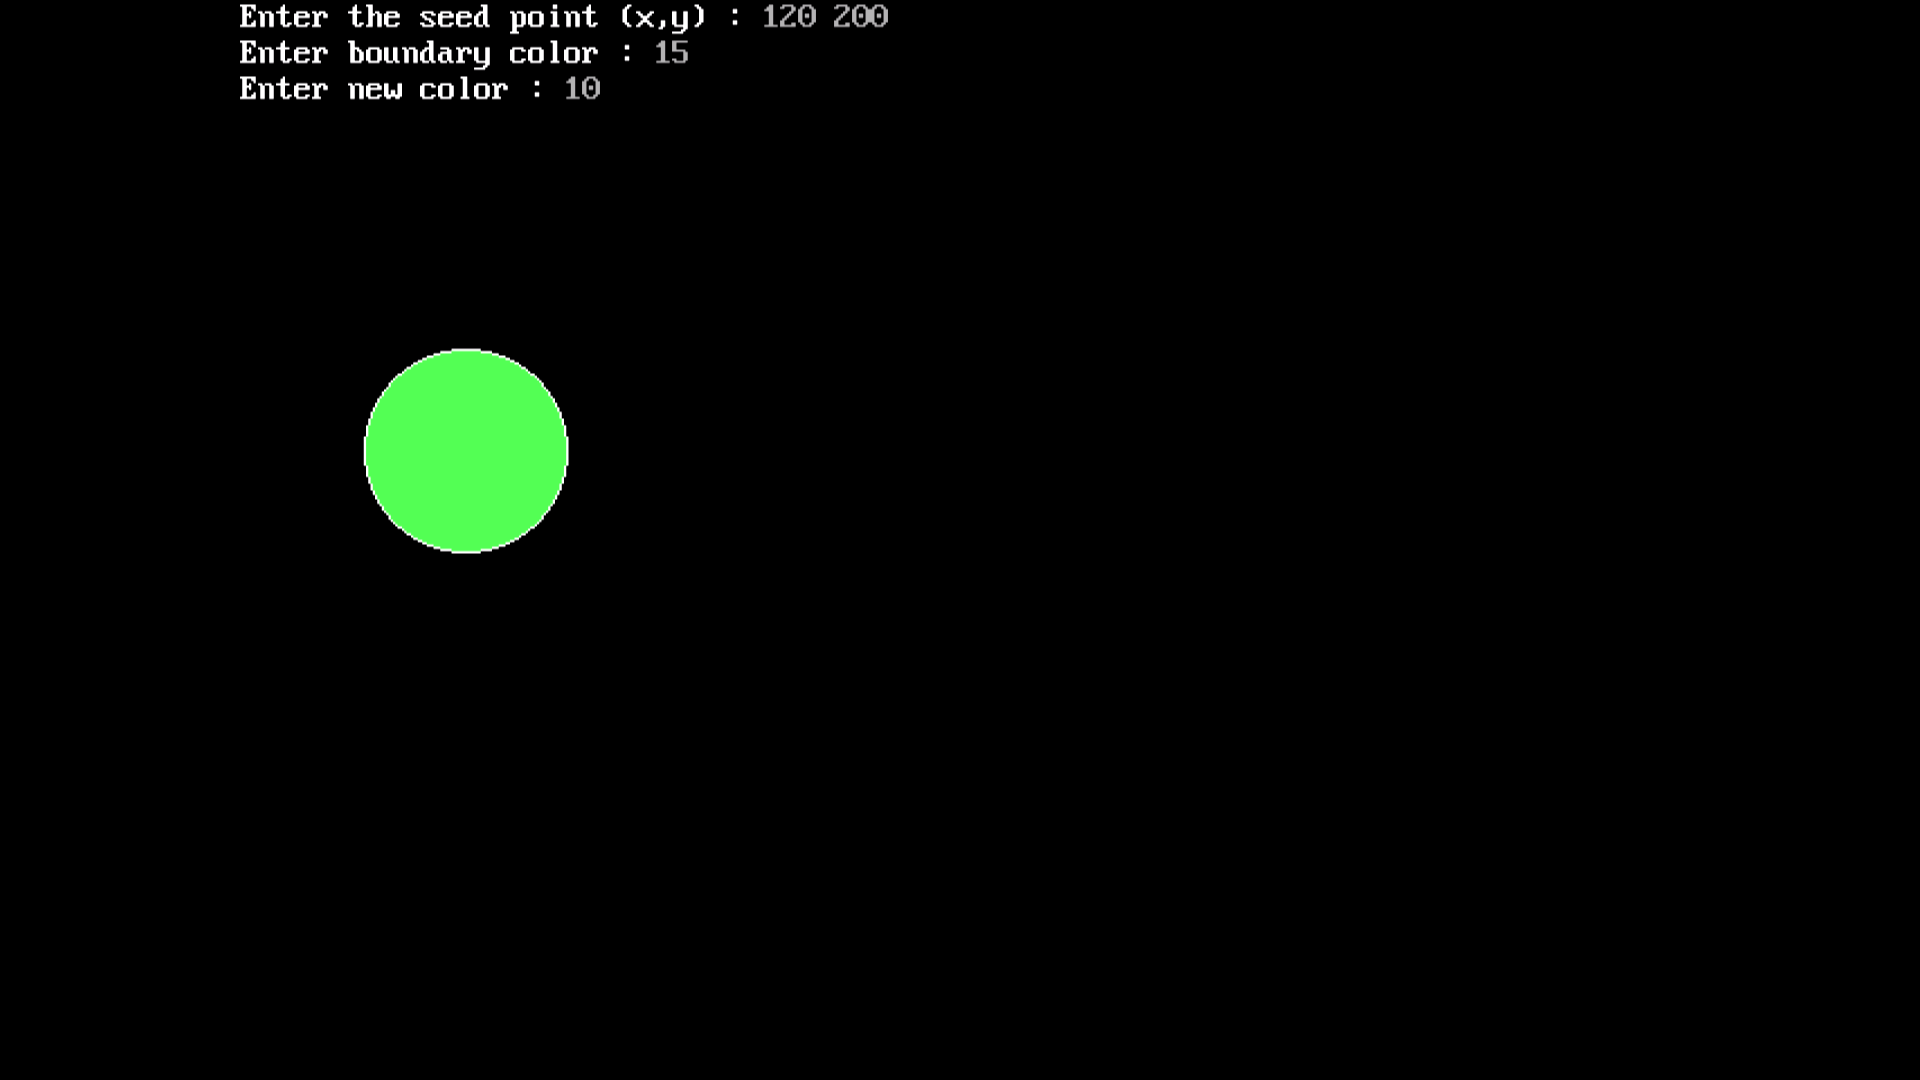 Enter the seed point (x,y) : 120 200
Enter boundary color : 15
Enter new color : 10